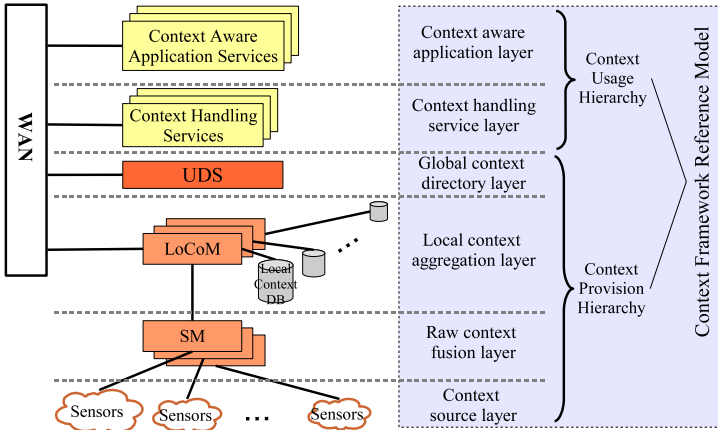 WAN
Context Aware
Application Services
Context Handling
Services
UDS
LoCoM
Local
Context
DB
...
SM
Sensors
Sensors
...
Sensors
Context aware
application layer
Context handling
service layer
Global context
directory layer
Local context
aggregation layer
Raw context
fusion layer
Context
source layer
Context
Usage
Hierarchy
Context
Provision
Hierarchy
Context Framework Reference Model